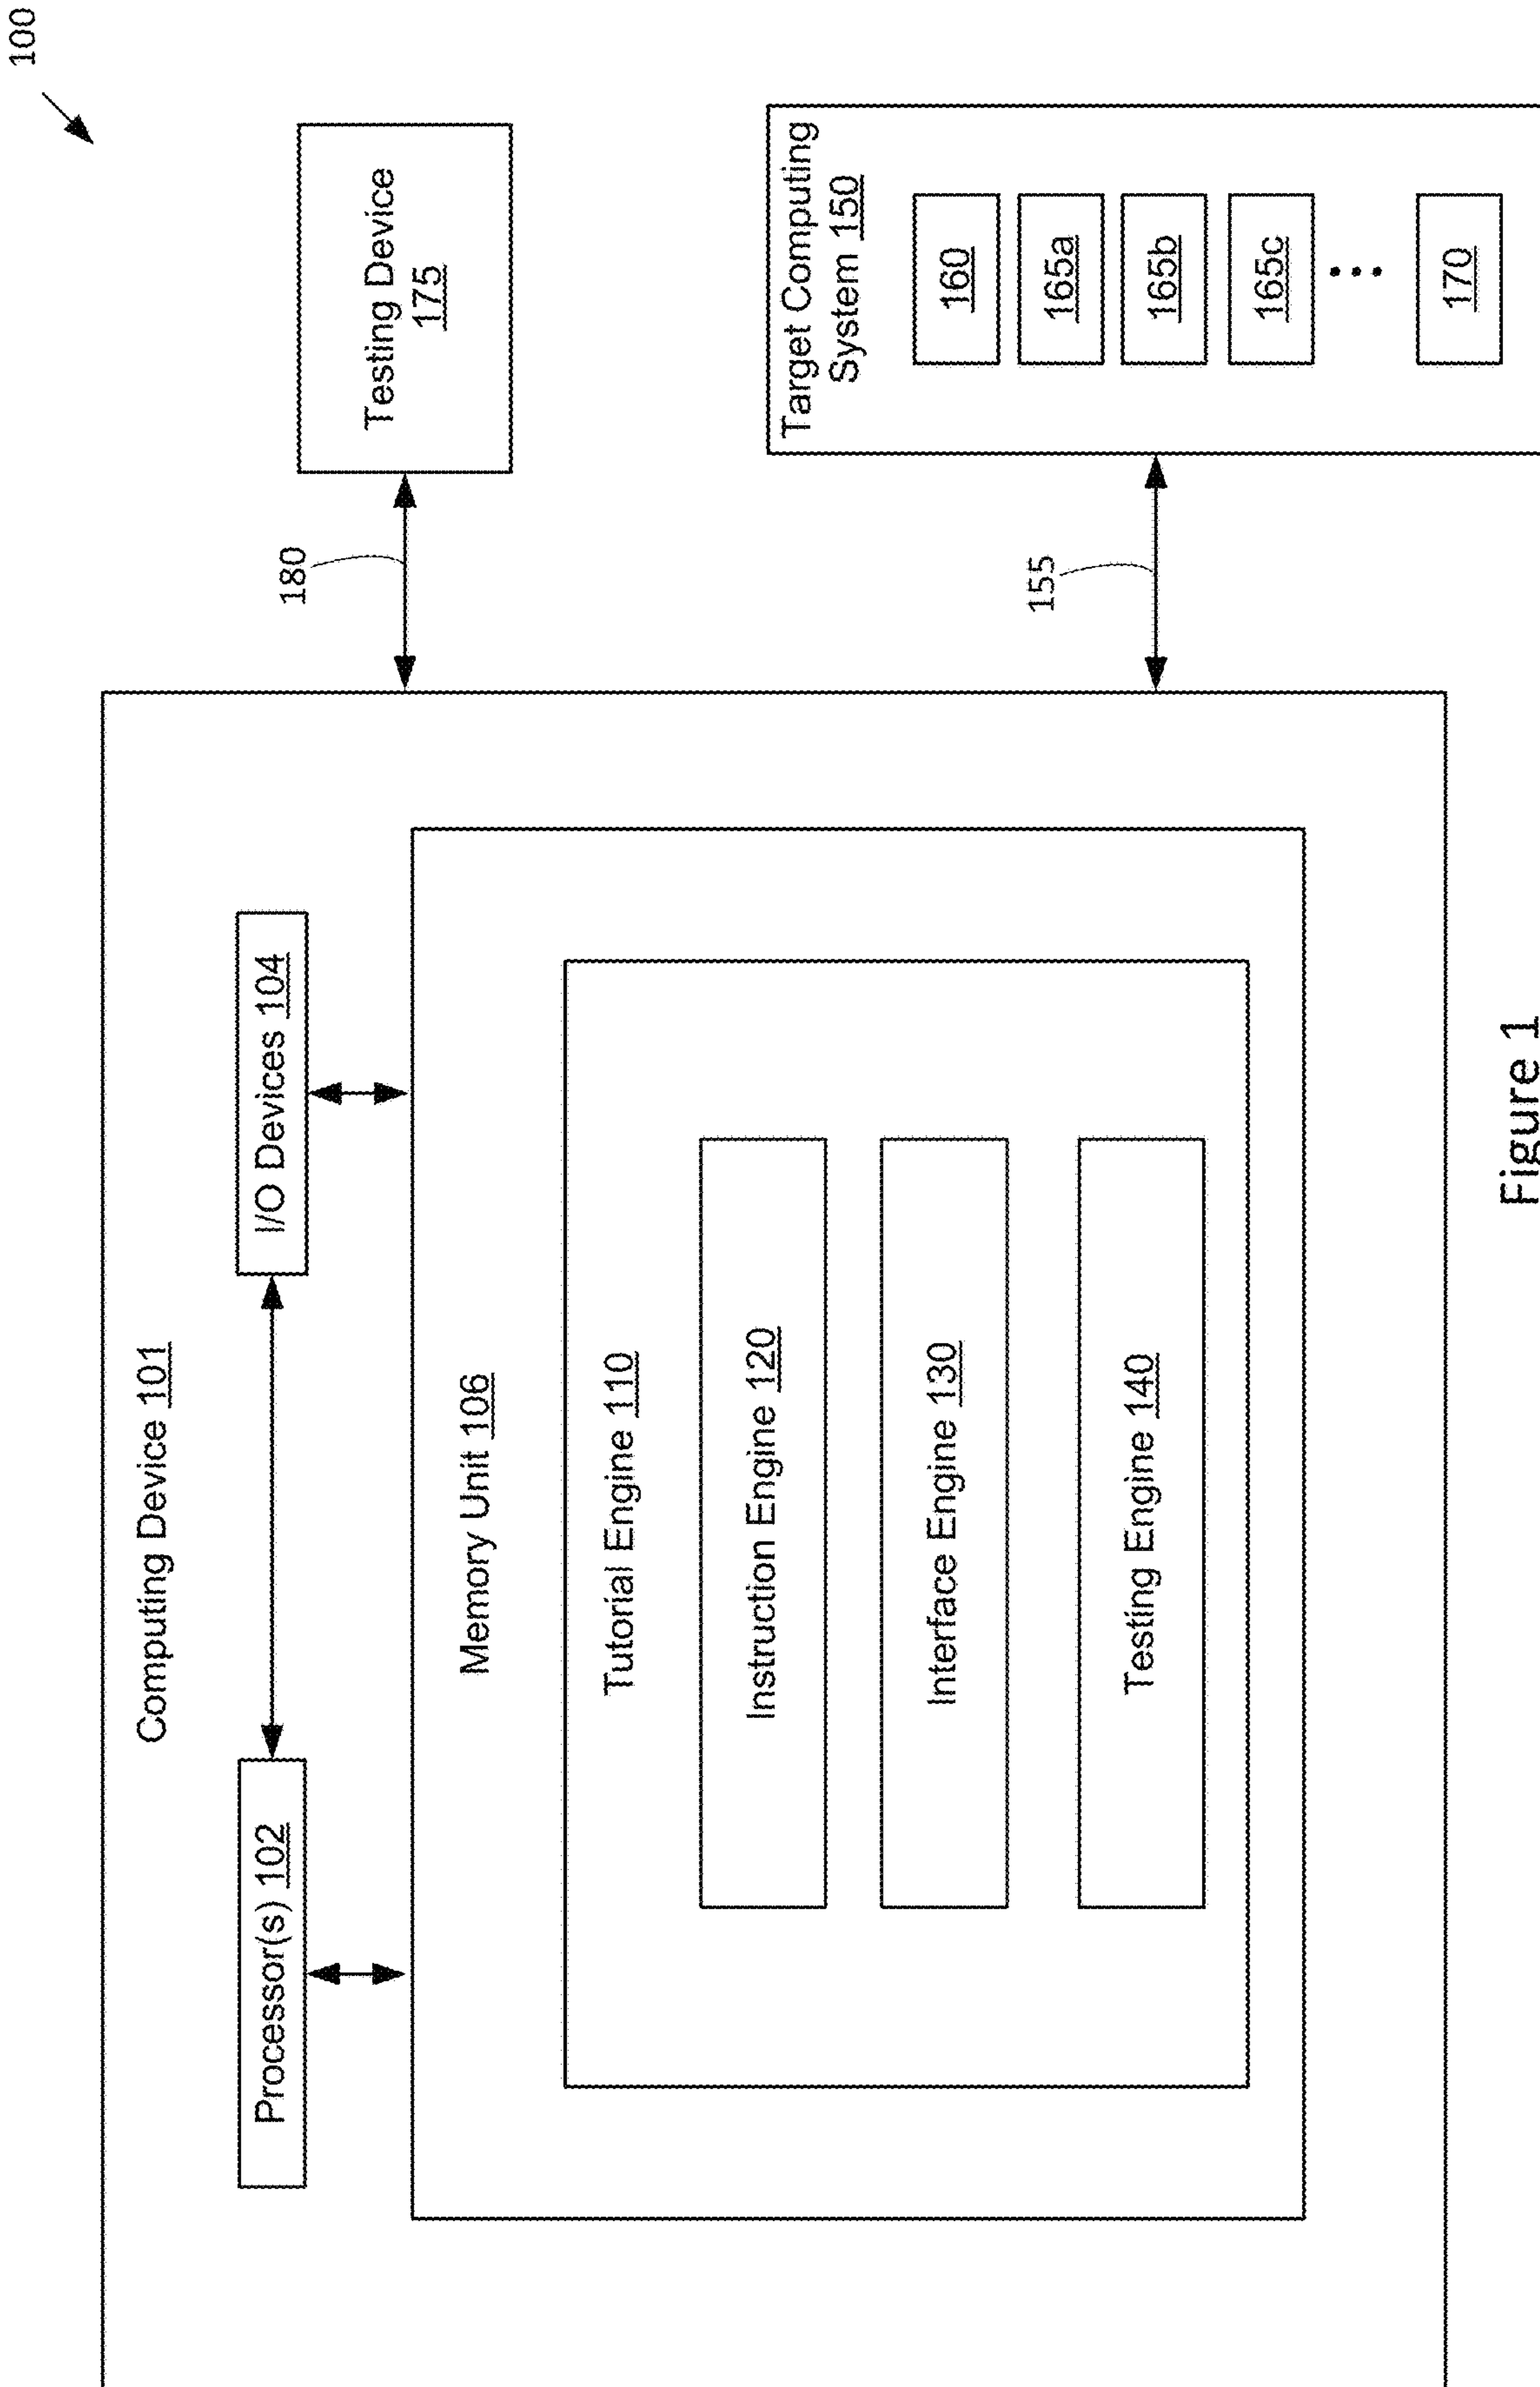 100
Computing Device 101
Processor(s) 102
I/O Devices 104
Memory Unit 106
Tutorial Engine 110
Instruction Engine 120
Interface Engine 130
Testing Engine 140
180
Testing Device
175
155
Target Computing
System 150
160
165a
165b
165c
170
Figure 1